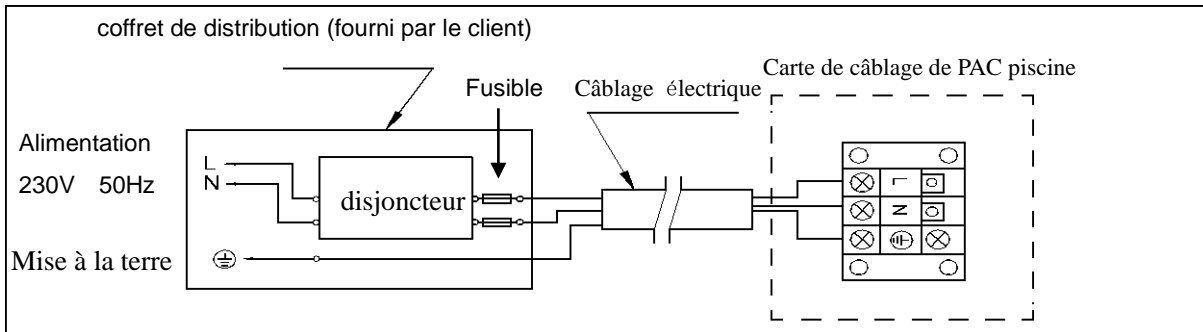 coffret de distribution (fourni par le client)
Carte de câblage de PAC piscine
Fusible
Câblage électrique
Alimentation
230V 50Hz
L
N
disjoncteur
Mise à la terre
L
N